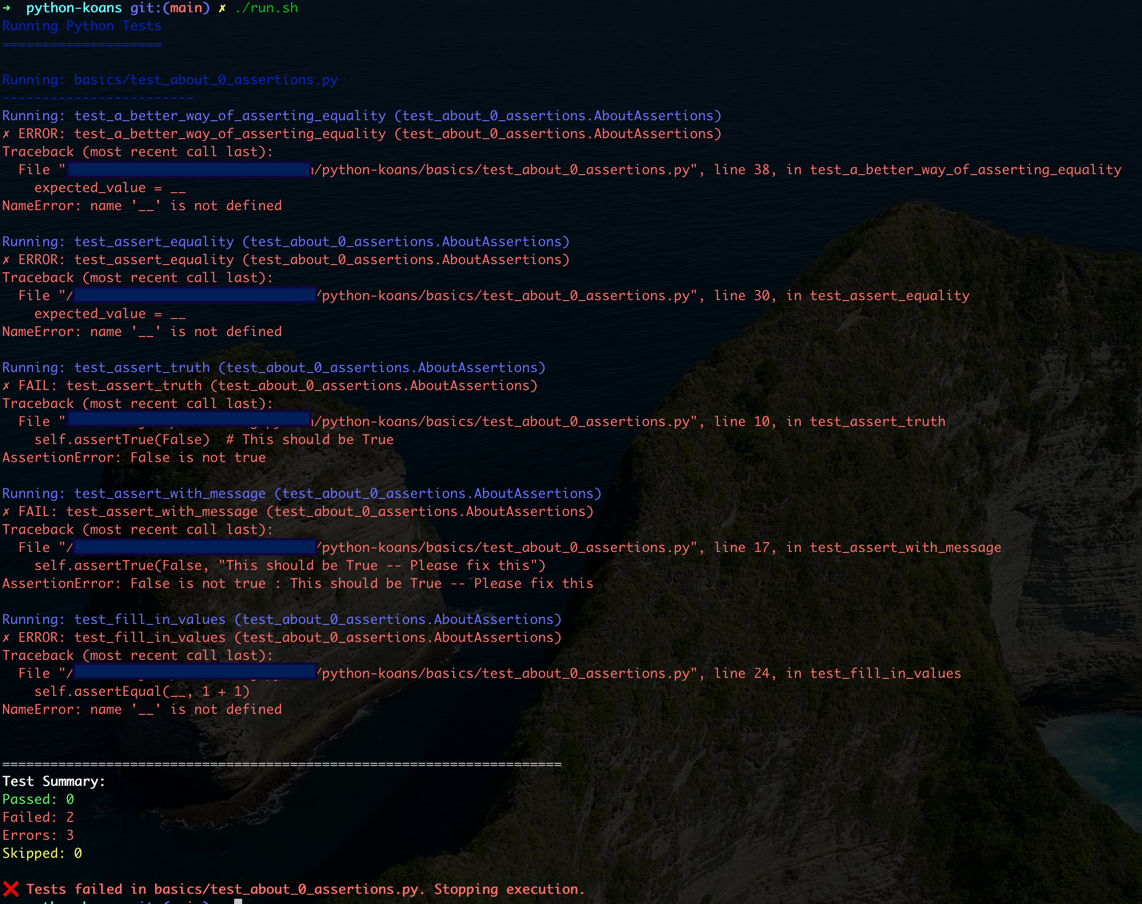 → python-koans git:(main) ✗ ./run.sh
Running Python Tests
====================
Running: basics/test_about_0_assertions.py
------------------------
Running: test_a_better_way_of_asserting_equality (test_about_0_assertions.AboutAssertions)
✗ ERROR: test_a_better_way_of_asserting_equality (test_about_0_assertions.AboutAssertions)
Traceback (most recent call last):
File "/python-koans/basics/test_about_0_assertions.py", line 38, in test_a_better_way_of_asserting_equality
expected_value = __
NameError: name '__' is not defined
Running: test_assert_equality (test_about_0_assertions.AboutAssertions)
✗ ERROR: test_assert_equality (test_about_0_assertions.AboutAssertions)
Traceback (most recent call last):
File "/ /python-koans/basics/test_about_0_assertions.py", line 30, in test_assert_equality
expected_value = __
NameError: name '__' is not defined
Running: test_assert_truth (test_about_0_assertions.AboutAssertions)
✗ FAIL: test_assert_truth (test_about_0_assertions.AboutAssertions)
Traceback (most recent call last):
File " /python-koans/basics/test_about_0_assertions.py", line 10, in test_assert_truth
self.assertTrue(False)  # This should be True
AssertionError: False is not true
Running: test_assert_with_message (test_about_0_assertions.AboutAssertions)
✗ FAIL: test_assert_with_message (test_about_0_assertions.AboutAssertions)
Traceback (most recent call last):
File "/ /python-koans/basics/test_about_0_assertions.py", line 17, in test_assert_with_message
self.assertTrue(False, "This should be True -- Please fix this")
AssertionError: False is not true : This should be True -- Please fix this
Running: test_fill_in_values (test_about_0_assertions.AboutAssertions)
✗ ERROR: test_fill_in_values (test_about_0_assertions.AboutAssertions)
Traceback (most recent call last):
File "/ /python-koans/basics/test_about_0_assertions.py", line 24, in test_fill_in_values
self.assertEqual(__, 1 + 1)
NameError: name '__' is not defined
======================================================================
Test Summary:
Passed: 0
Failed: 2
Errors: 3
Skipped: 0
❌ Tests failed in basics/test_about_0_assertions.py. Stopping execution.